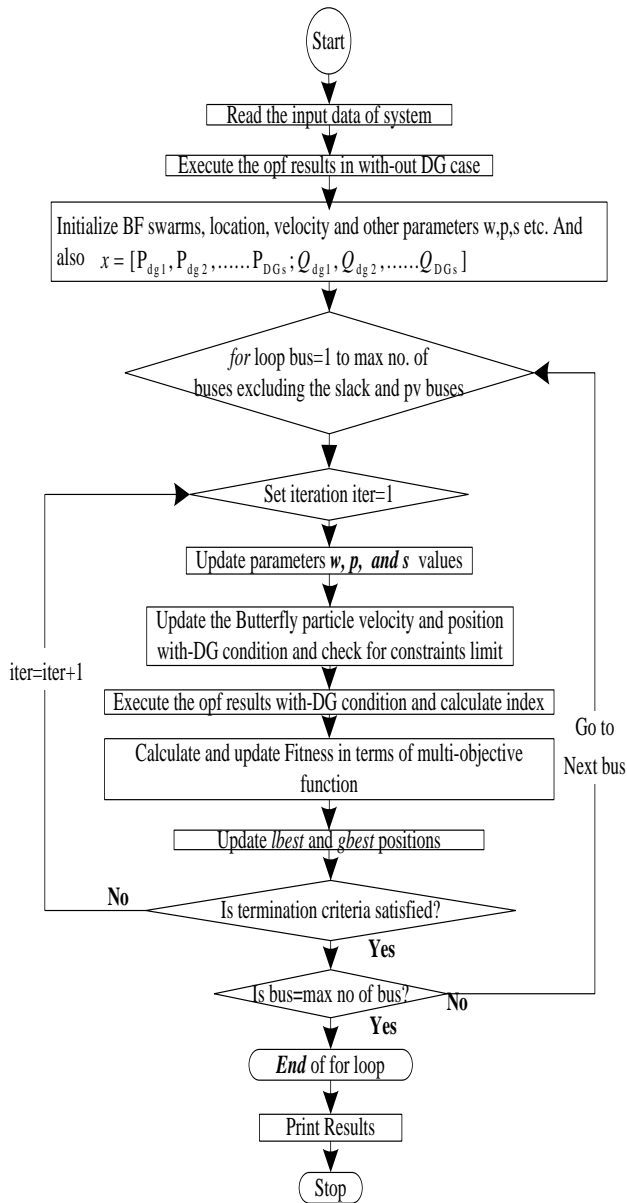 Start
Read the input data of system
Execute the opf results in with-out DG case
Initialize BF swarms, location, velocity and other parameters w,p,s etc. And
also x = [P_dg1, P_dg2, ......P_DGs; Q_dg1, Q_dg2, ......Q_DGs]
for loop bus=1 to max no. of
buses excluding the slack and pv buses
Set iteration iter=1
Update parameters w, p, and s values
Update the Butterfly particle velocity and position
with-DG condition and check for constraints limit
iter=iter+1
Execute the opf results with-DG condition and calculate index
Go to
Next bus
Calculate and update Fitness in terms of multi-objective
function
Update lbest and gbest positions
No
Is termination criteria satisfied?
Yes
Is bus=max no of bus?
No
Yes
End of for loop
Print Results
Stop